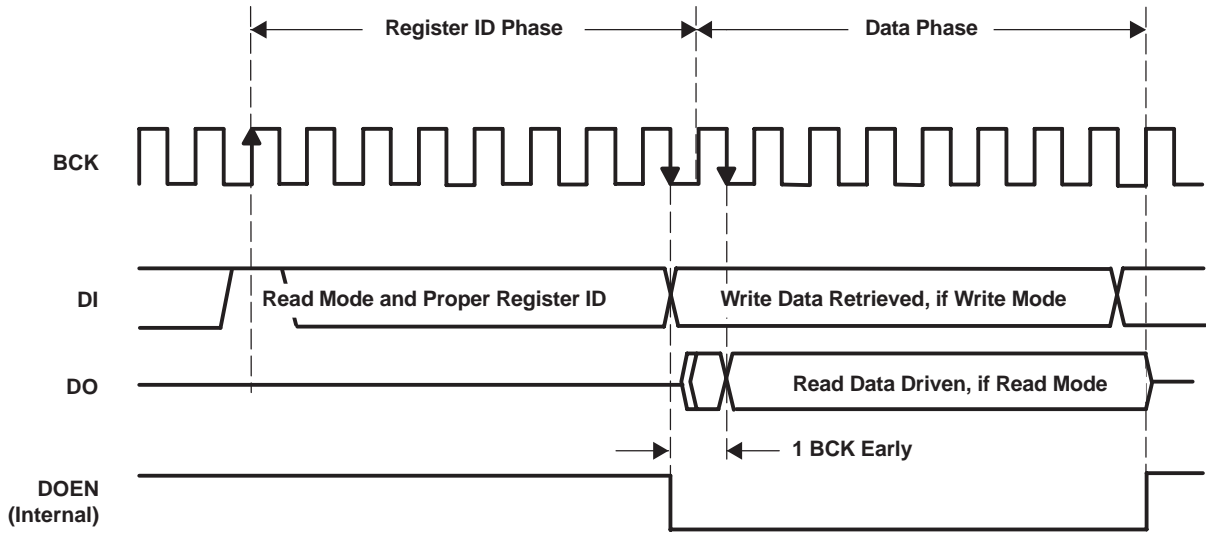 Register ID Phase
Data Phase
BCK
DI
Read Mode and Proper Register ID
Write Data Retrieved, if Write Mode
DO
Read Data Driven, if Read Mode
1 BCK Early
DOEN
(Internal)